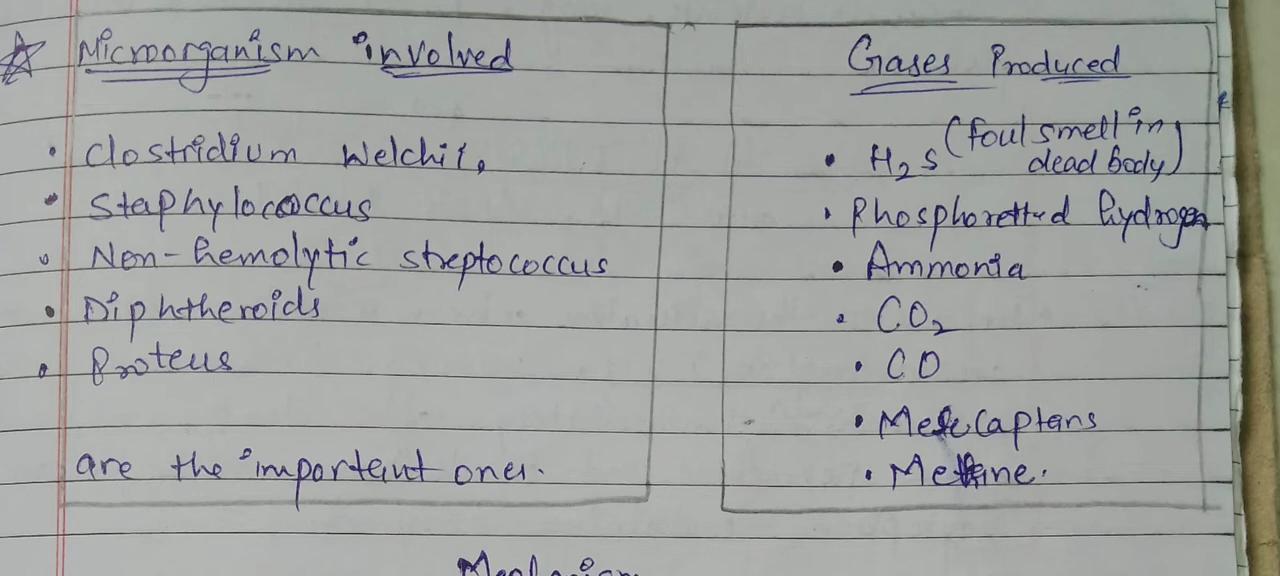 Microorganism involved
• Clostridium Welchii,
• Staphylococcus
• Non-hemolytic streptococcus
• Diphtheroids
• Proteus
are the important ones.
Gases Produced
• H2S (foul smell in
dead body)
• Phosphoretted hydrogen
• Ammonia
• CO2
• CO
• Mercaptans